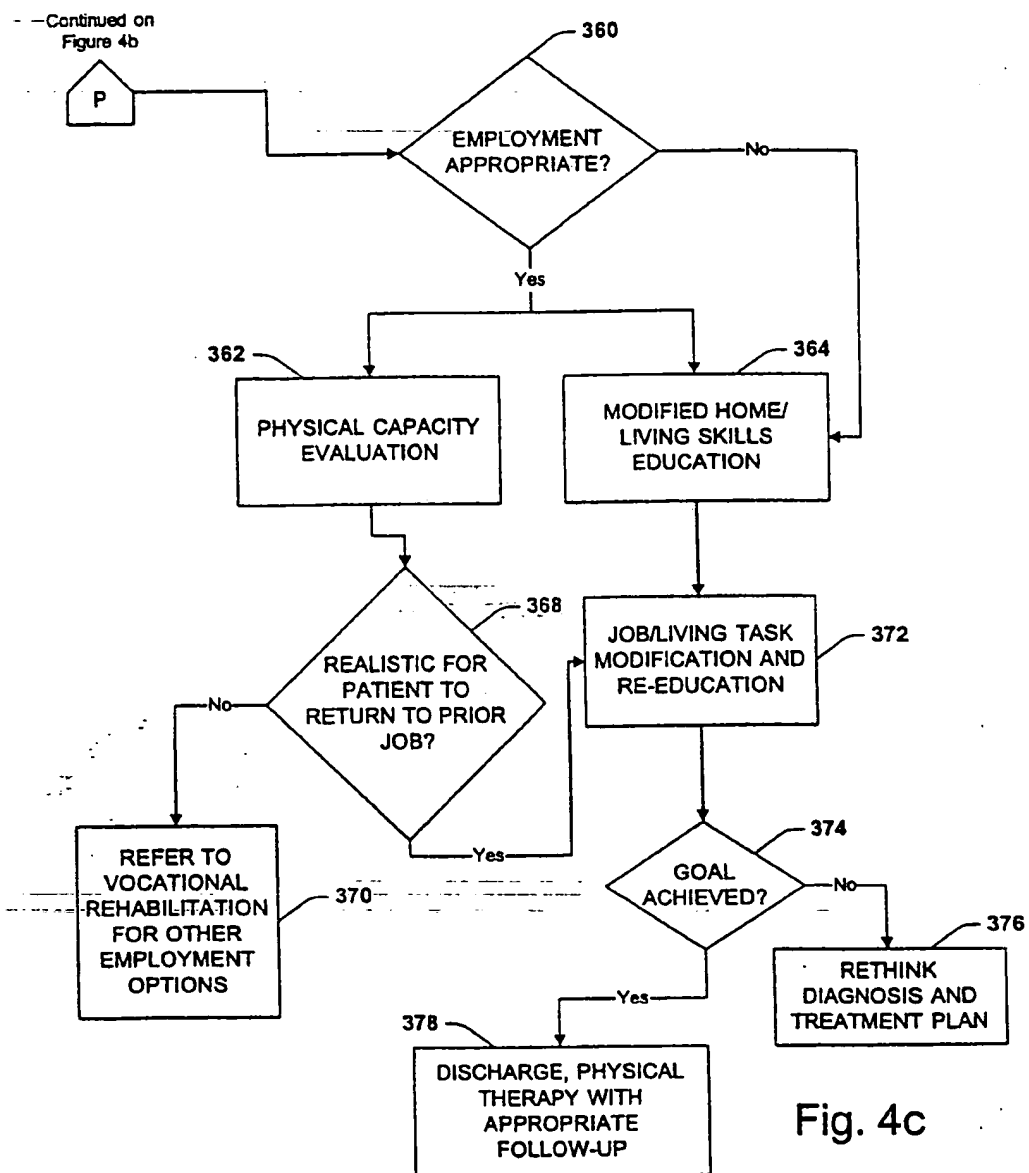 Continued on
Figure 4b
P
360
EMPLOYMENT
APPROPRIATE?
No
Yes
362
364
PHYSICAL CAPACITY
EVALUATION
MODIFIED HOME/
LIVING SKILLS
EDUCATION
368
REALISTIC FOR
PATIENT TO
RETURN TO PRIOR
JOB?
372
JOB/LIVING TASK
MODIFICATION AND
RE-EDUCATION
No
Yes
370
REFER TO
VOCATIONAL
REHABILITATION
FOR OTHER
EMPLOYMENT
OPTIONS
374
GOAL
ACHIEVED?
No
376
RETHINK
DIAGNOSIS AND
TREATMENT PLAN
Yes
378
DISCHARGE, PHYSICAL
THERAPY WITH
APPROPRIATE
FOLLOW-UP
Fig. 4c